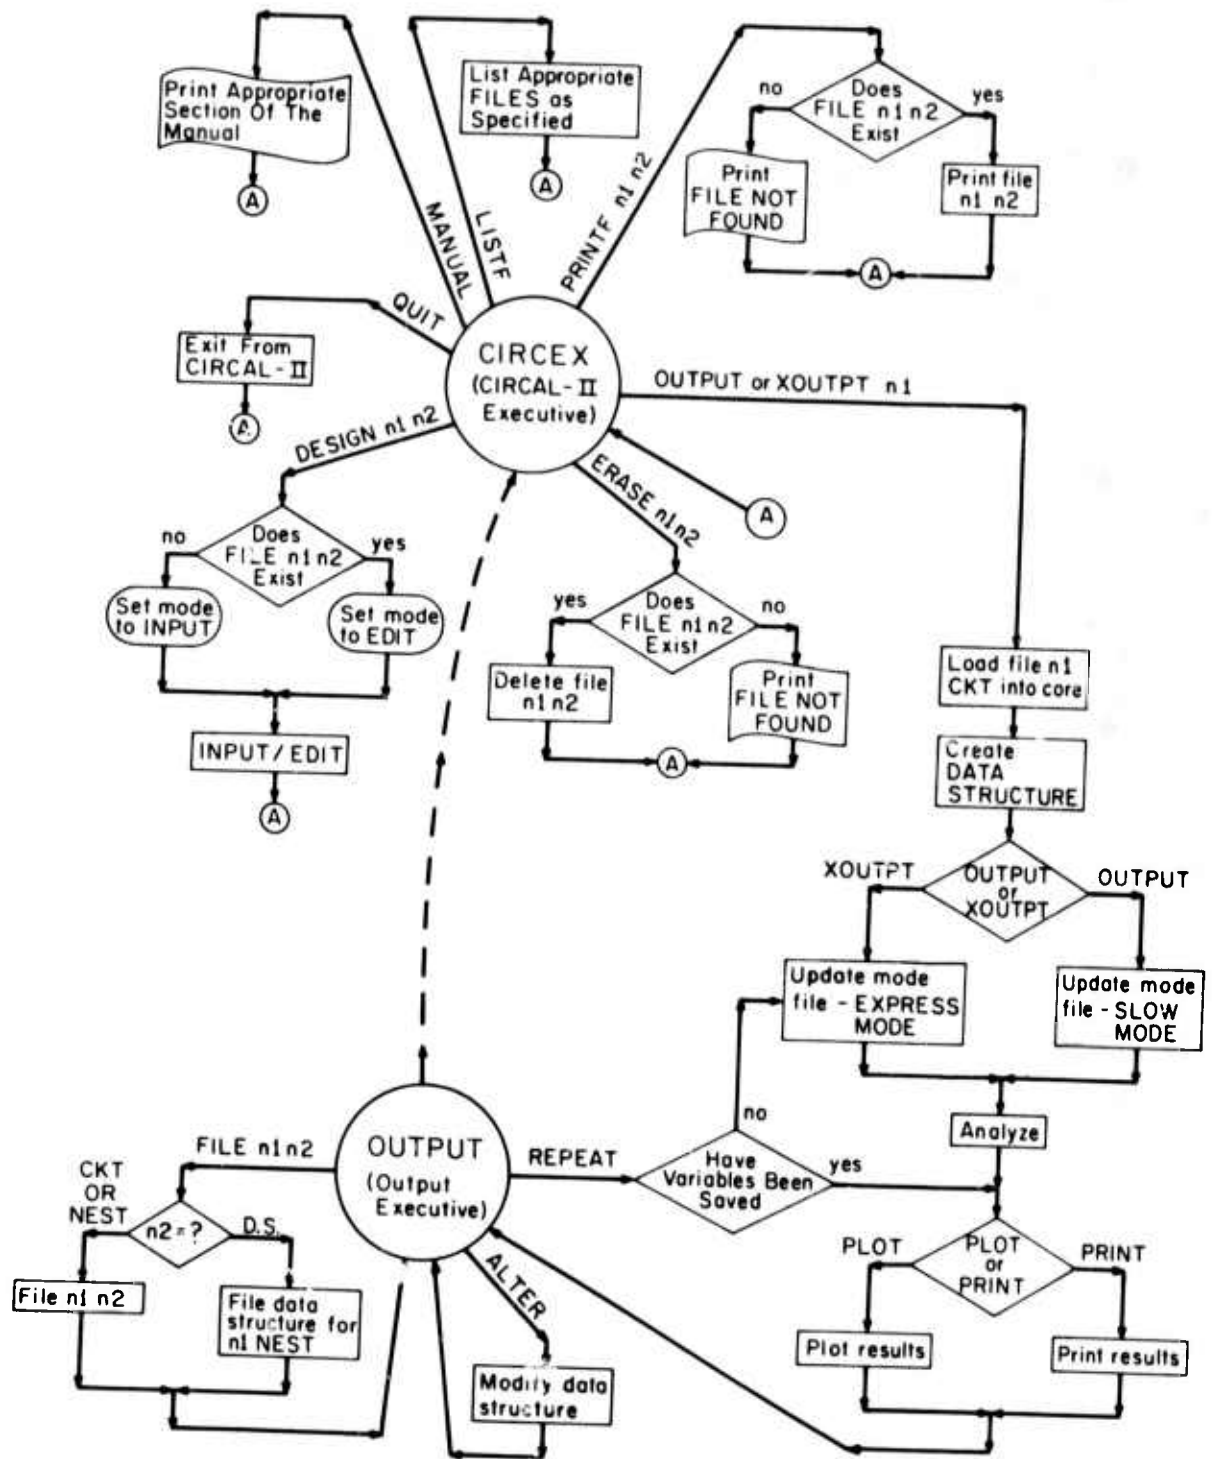 Print Appropriate
Section Of The
Manual
A
List Appropriate
FILES as
Specified
A
no
Does
FILE n1 n2
Exist
yes
Print
FILE NOT
FOUND
Print file
n1 n2
A
MANUAL
LISTF
PRINTF n1 n2
QUIT
Exit From
CIRCAL-II
A
CIRCEX
(CIRCAL-II
Executive)
OUTPUT or XOUTPT n1
DESIGN n1 n2
ERASE n1n2
A
no
Does
FILE n1n2
Exist
yes
Set mode
to INPUT
Set mode
to EDIT
INPUT/EDIT
A
yes
Does
FILE n1n2
Exist
no
Delete file
n1n2
Print
FILE NOT
FOUND
A
Load file n1
CKT into core
Create
DATA
STRUCTURE
XOUTPT
OUTPUT
or
XOUTPT
OUTPUT
Update mode
file - EXPRESS
MODE
Update mode
file - SLOW
MODE
Analyze
FILE n1n2
OUTPUT
(Output
Executive)
REPEAT
no
Have
Variables Been
Saved
yes
CKT
OR
NEST
n2=?
D.S.
File n1 n2
File data
structure for
n1 NEST
ALTER
Modify data
structure
PLOT
PLOT
or
PRINT
PRINT
Plot results
Print results